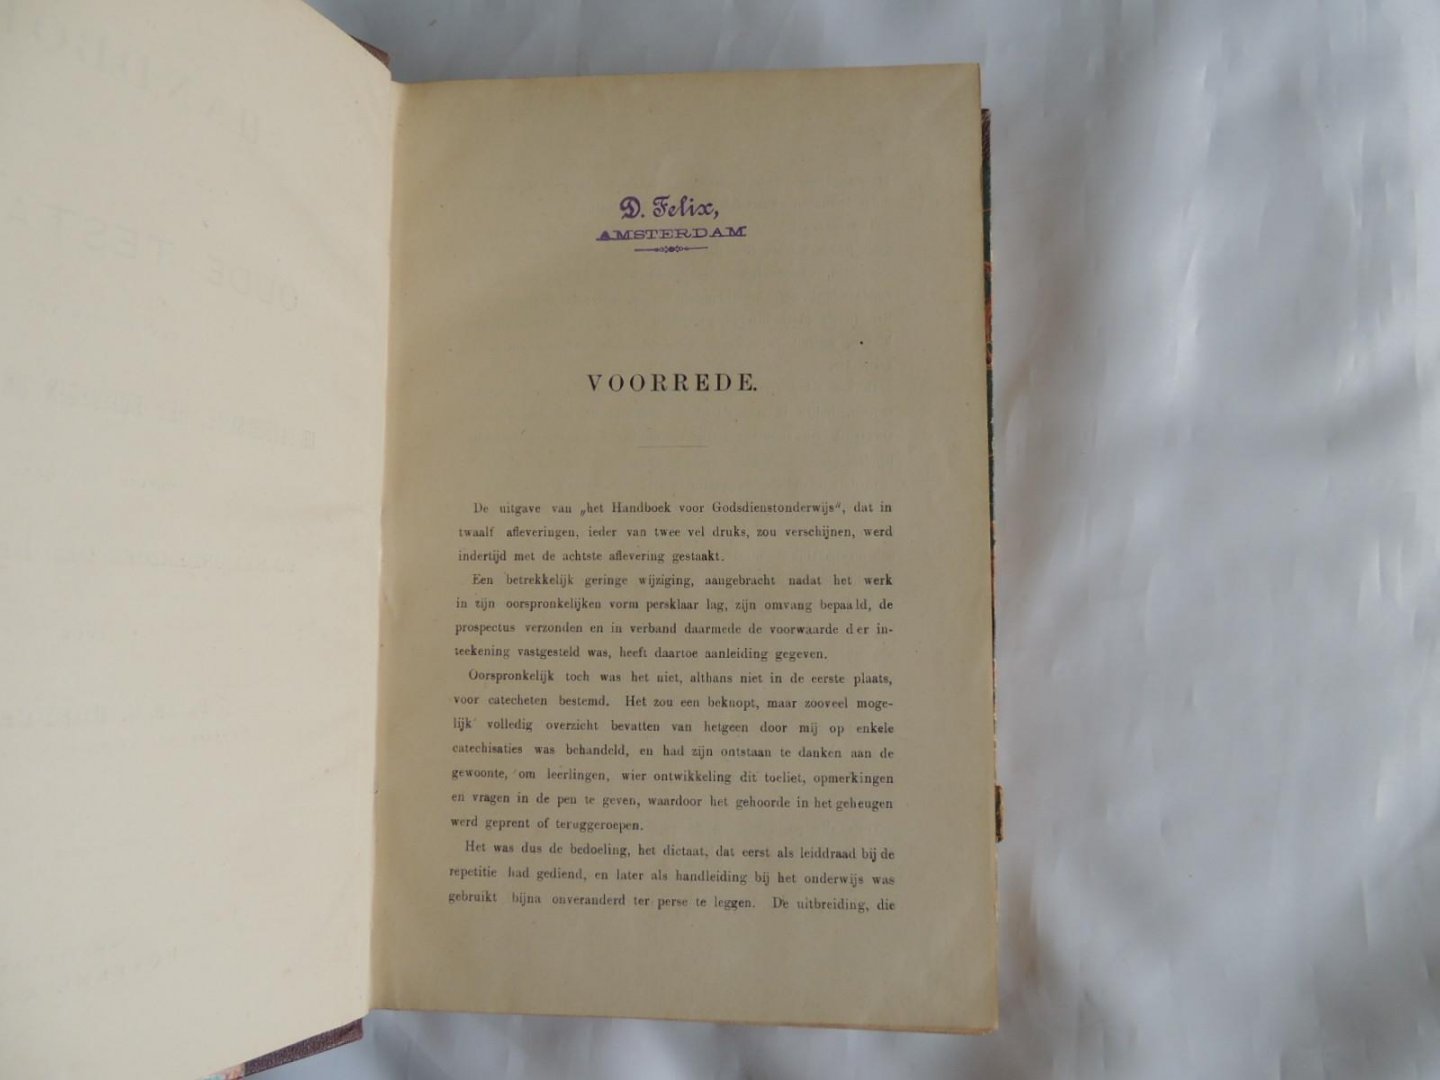 D. Felix,
AMSTERDAM
VOORREDE.
De uitgave van „het Handboek voor Godsdienstonderwijs", dat in
twaalf afleveringen, ieder van twee vel druks, zou verschijnen, werd
indertijd met de achtste aflevering gestaakt.
Een betrekkelijk geringe wijziging, aangebracht nadat het werk
in zijn oorspronkelijken vorm persklaar lag, zijn omvang bepaald, de
prospectus verzonden en in verband daarmede de voorwaarde der in-
teekening vastgesteld was, heeft daartoe aanleiding gegeven.
Oorspronkelijk toch was het niet, althans niet in de eerste plaats,
voor catecheten bestemd. Het zou een beknopt, maar zooveel moge-
lijk volledig overzicht bevatten van hetgeen door mij op enkele
catechisaties was behandeld, en had zijn ontstaan te danken aan de
gewoonte, om leerlingen, wier ontwikkeling dit toeliet, opmerkingen
en vragen in de pen te geven, waardoor het gehoorde in het geheugen
werd geprent of teruggeroepen.
Het was dus de bedoeling, het dictaat, dat eerst als leiddraad bij de
repetitie had gediend, en later als handleiding bij het onderwijs was
gebruikt bijna onveranderd ter perse te leggen. De uitbreiding, die